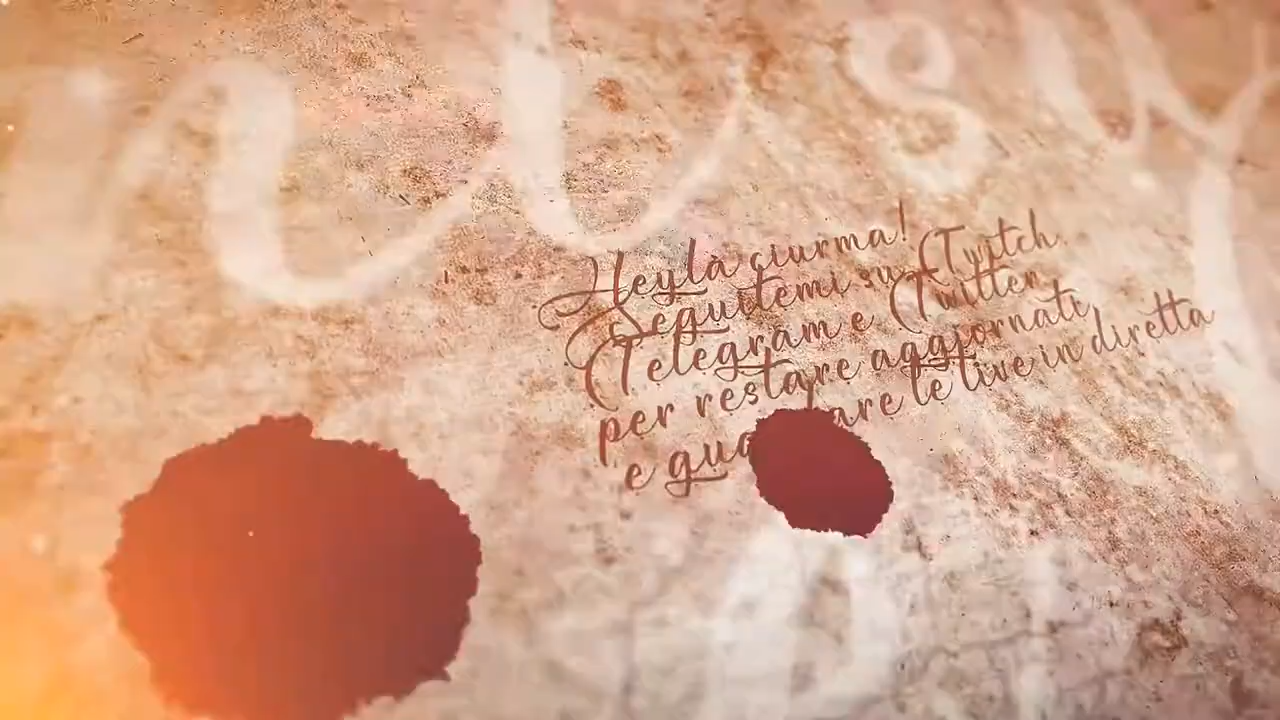 Heylà ciurma!
Seguitemi su Twitch
Telegram e Twitter
per restare aggiornati
e gua are le live in diretta